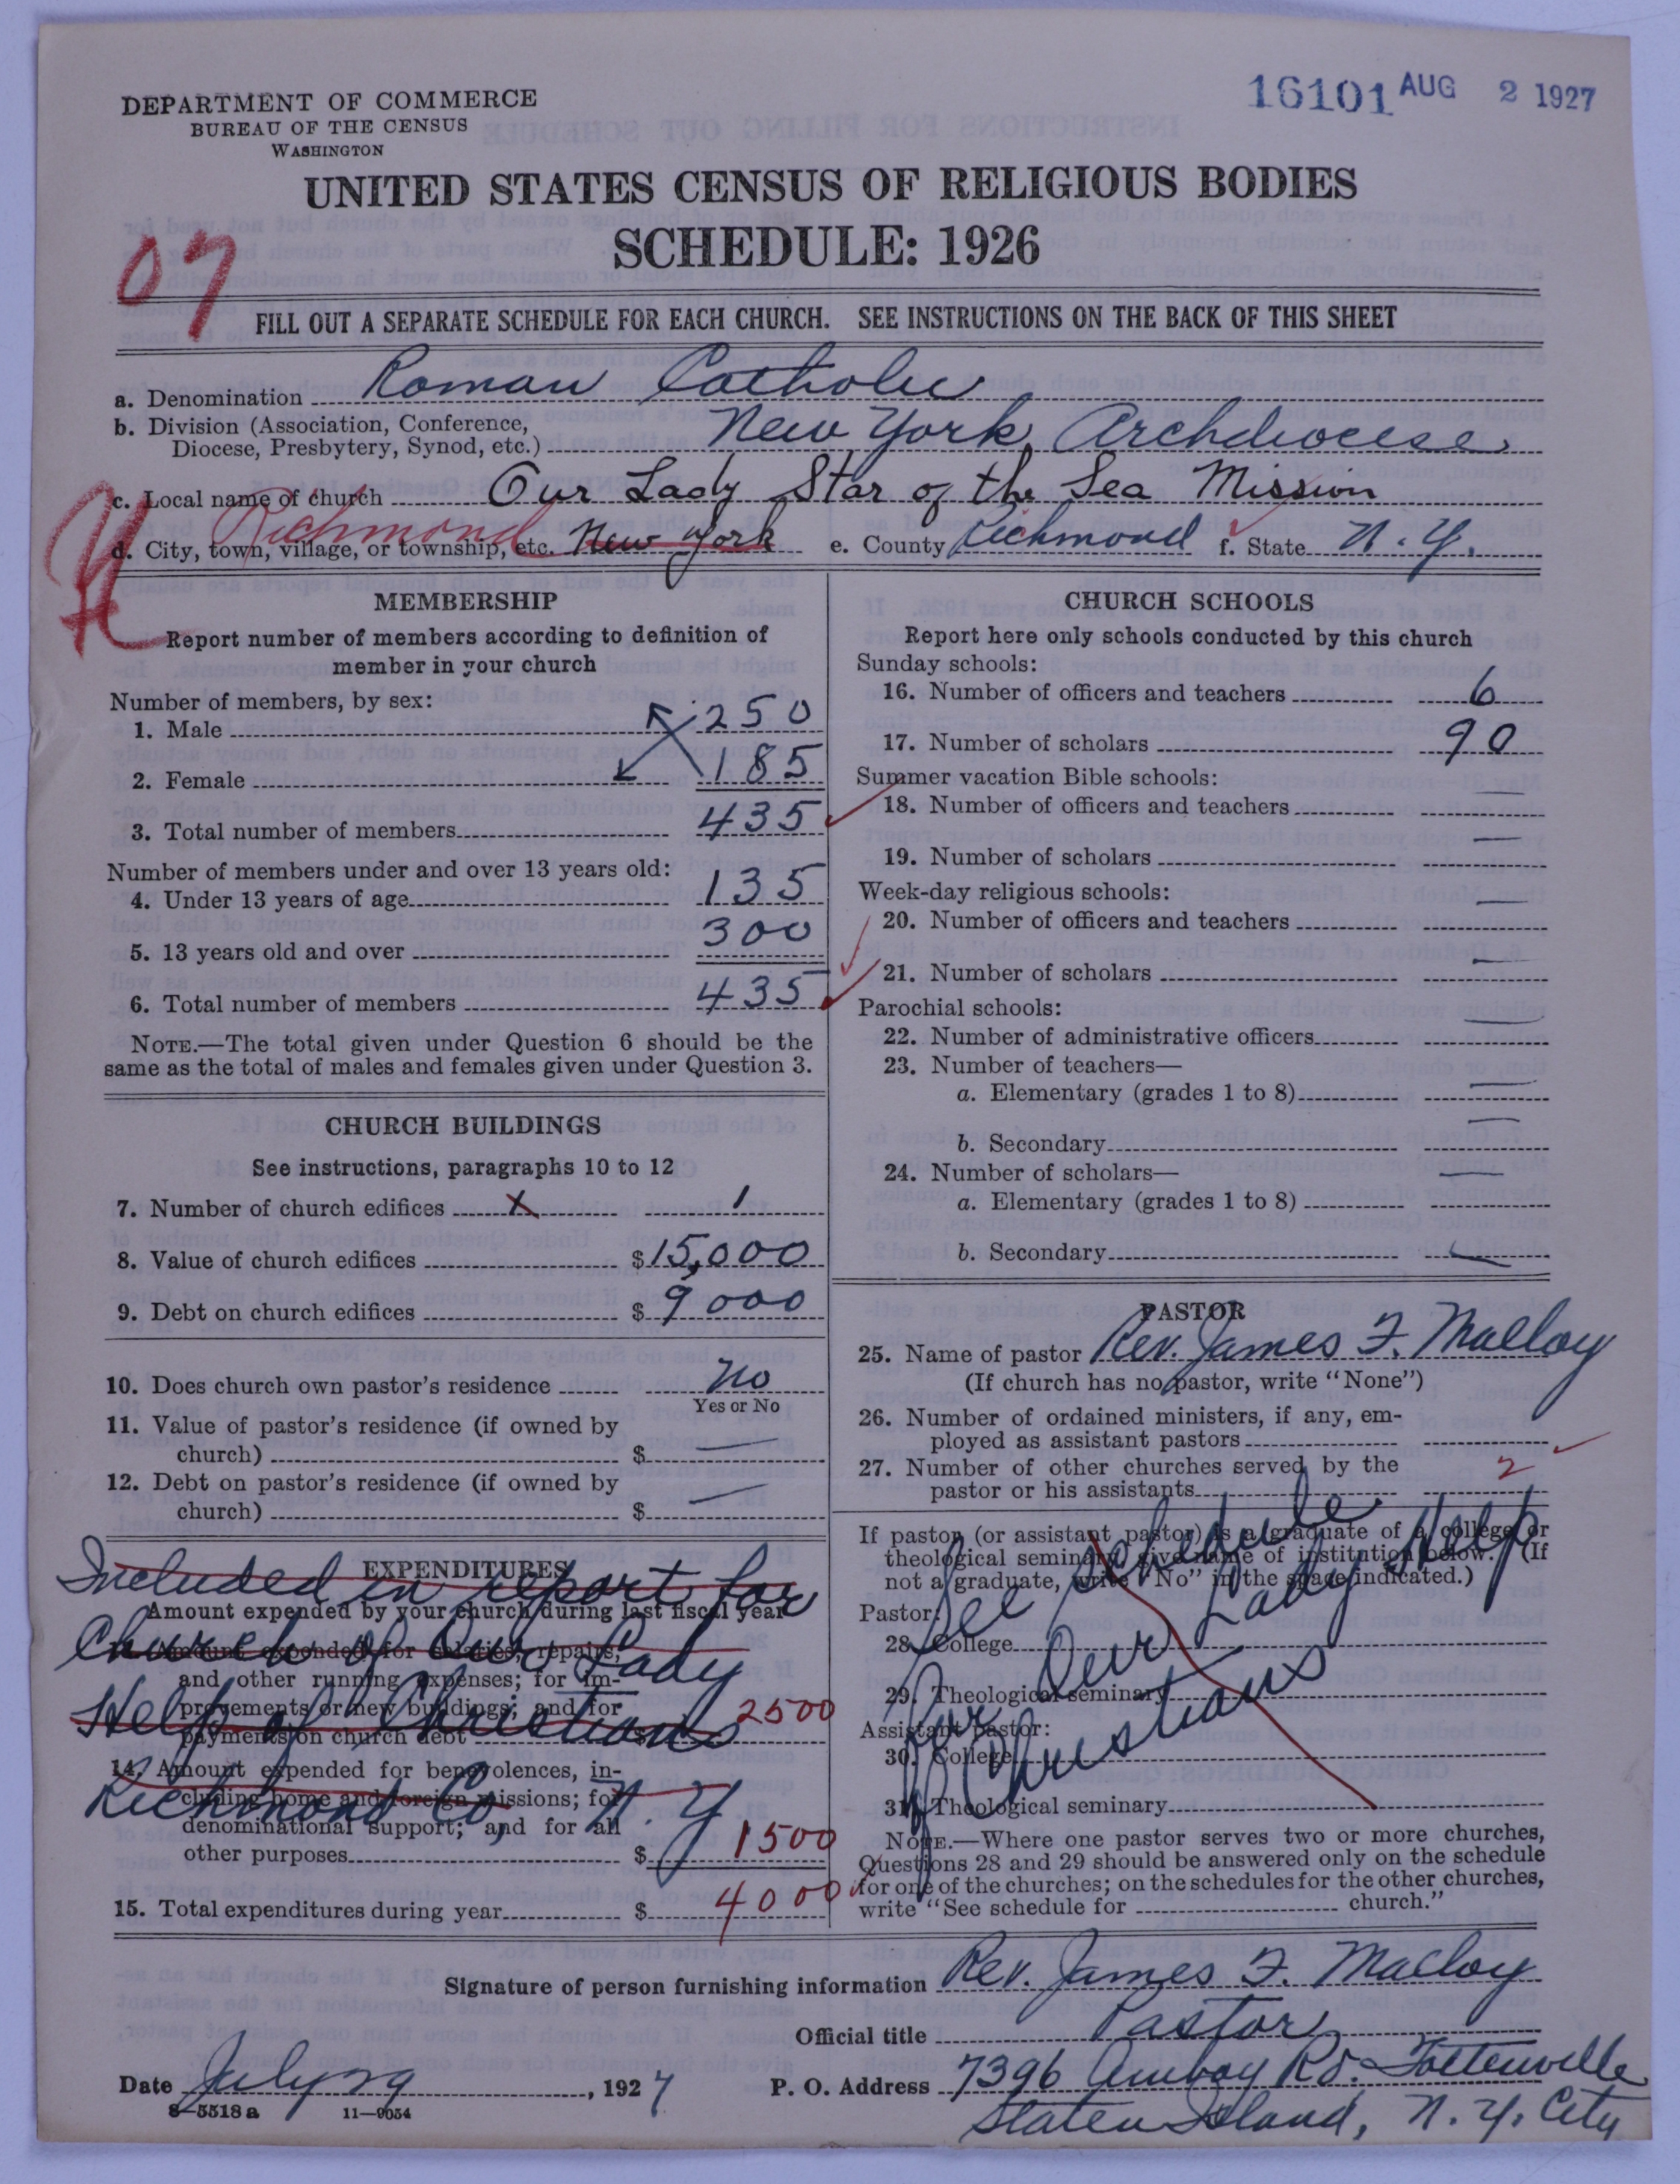 16101 AUG 2 1927
DEPARTMENT OF COMMERCE
BUREAU OF THE CENSUS
WASHINGTON
UNITED STATES CENSUS OF RELIGIOUS BODIES
SCHEDULE: 1926
07
FILL OUT A SEPARATE SCHEDULE FOR EACH CHURCH. SEE INSTRUCTIONS ON THE BACK OF THIS SHEET
a. Denomination Roman Catholic
b. Division (Association, Conference,
Diocese, Presbytery, Synod, etc.) New York Archdiocese
c. Local name of church Our Lady Star of the Sea Mission
Richmond
d. City, town, village, or township, etc. New York e. County Richmond f. State N. Y.
MEMBERSHIP
Report number of members according to definition of
member in your church
Number of members, by sex:
1. Male 250
2. Female 185
3. Total number of members 435
Number of members under and over 13 years old:
4. Under 13 years of age 135
5. 13 years old and over 300
6. Total number of members 435
NOTE.—The total given under Question 6 should be the
same as the total of males and females given under Question 3.
CHURCH BUILDINGS
See instructions, paragraphs 10 to 12
7. Number of church edifices 1
8. Value of church edifices $15,000
9. Debt on church edifices $ 9000
10. Does church own pastor's residence No
Yes or No
11. Value of pastor's residence (if owned by
church) $ —
12. Debt on pastor's residence (if owned by
church) $ —
EXPENDITURES
Included in report for
Amount expended by your church during last fiscal year
Church of Our Lady
13. Amount expended for salaries, repairs,
and other running expenses; for im-
provements or new buildings; and for
Help of Christians
payments on church debt $ 2500
14. Amount expended for benevolences, in-
cluding home and foreign missions; for
Richmond Co, N. Y
denominational support; and for all
other purposes $ 1500
15. Total expenditures during year $ 4000
CHURCH SCHOOLS
Report here only schools conducted by this church
Sunday schools:
16. Number of officers and teachers 6
17. Number of scholars 90
Summer vacation Bible schools:
18. Number of officers and teachers —
19. Number of scholars —
Week-day religious schools:
20. Number of officers and teachers —
21. Number of scholars —
Parochial schools:
22. Number of administrative officers —
23. Number of teachers—
a. Elementary (grades 1 to 8) —
b. Secondary —
24. Number of scholars—
a. Elementary (grades 1 to 8) —
b. Secondary —
PASTOR
25. Name of pastor Rev. James F. Malloy
(If church has no pastor, write "None")
26. Number of ordained ministers, if any, em-
ployed as assistant pastors
27. Number of other churches served by the
pastor or his assistants 2
If pastor (or assistant pastor) is a graduate of a college or
theological seminary, give name of institution below. (If
not a graduate, write "No" in the space indicated.)
See schedule
for Our Lady Help
of Christians
Pastor:
28. College
29. Theological seminary
Assistant pastor:
30. College
31. Theological seminary
NOTE.—Where one pastor serves two or more churches,
Questions 28 and 29 should be answered only on the schedule
for one of the churches; on the schedules for the other churches,
write "See schedule for church."
Signature of person furnishing information Rev. James F. Malloy
Official title Pastor
Date July 29, 1927 P. O. Address 7396 Amboy Rd. Tottenville
Staten Island, N. Y. City
8—5518 a 11—9054